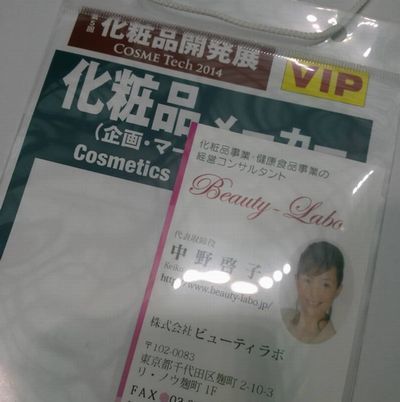 第5回 化粧品開発展
COSME Tech 2014
VIP
化粧品メーカー
（企画・マー
Cosmetics
化粧品事業・健康食品事業の
経営コンサルタント
Beauty-Labo
代表取締役
中野啓子
Keiko
http://www.beauty-labo.jp/
株式会社 ビューティラボ
〒102-0083
東京都千代田区麹町 2-10-3
リ・ノウ麹町 1F
FAX 03